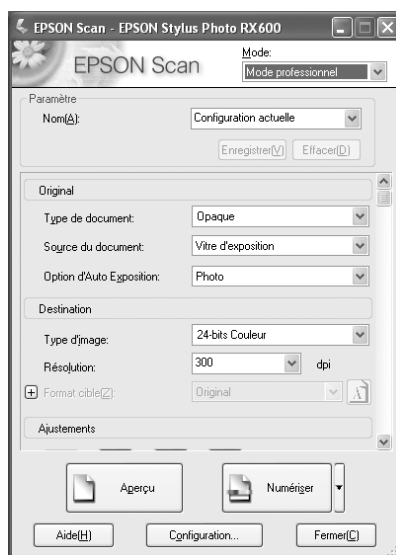 EPSON Scan - EPSON Stylus Photo RX600
EPSON Scan
Mode:
Mode professionnel
Paramètre
Nom(A):
Configuration actuelle
Enregistrer(V)
Effacer(D)
Original
Type de document:
Opaque
Source du document:
Vitre d'exposition
Option d'Auto Exposition:
Photo
Destination
Type d'image:
24-bits Couleur
Résolution:
300
dpi
Format cible(Z):
Original
Ajustements
Aperçu
Numériser
Aide(H)
Configuration...
Fermer(C)